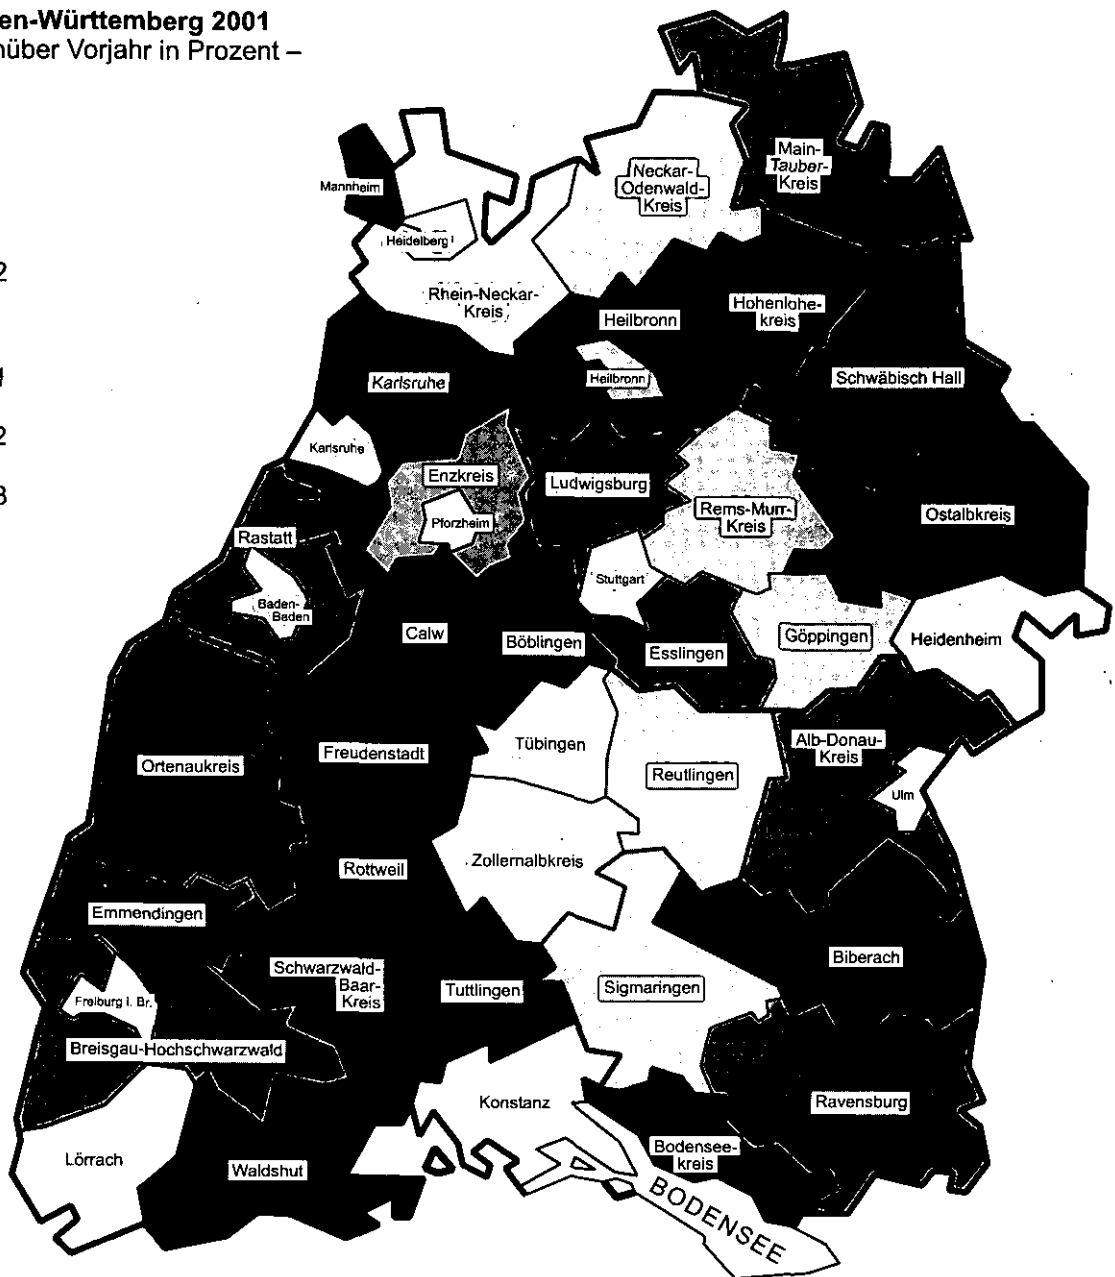 en-Württemberg 2001
nüber Vorjahr in Prozent –
Main-
Tauber-
Kreis
Neckar-
Odenwald-
Kreis
Mannheim
Heidelberg
2
Rhein-Neckar-
Kreis
Hohenlohe-
kreis
Heilbronn
Karlsruhe
Heilbronn
Schwäbisch Hall
2
Karlsruhe
Enzkreis
Ludwigsburg
3
Pforzheim
Rems-Murr-
Kreis
Ostalbkreis
Rastatt
Stuttgart
Baden-
Baden
Calw
Böblingen
Esslingen
Göppingen
Heidenheim
Ortenaukreis
Freudenstadt
Tübingen
Reutlingen
Alb-Donau-
Kreis
Ulm
Rottweil
Zollernalbkreis
Emmendingen
Biberach
Schwarzwald-
Baar-
Kreis
Tuttlingen
Sigmaringen
Freiburg i. Br.
Breisgau-Hochschwarzwald
Konstanz
Ravensburg
Lörrach
Waldshut
Bodensee-
kreis
BODENSEE